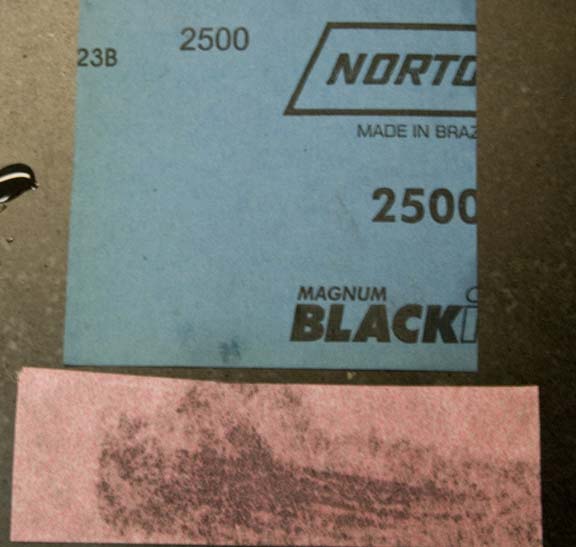 23B 2500
NORTO
MADE IN BRAZ
2500
MAGNUM
BLACK